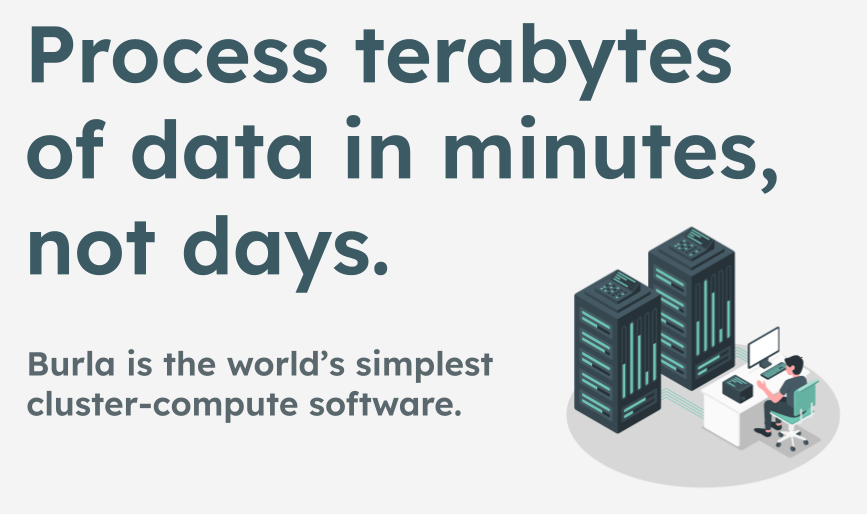 Process terabytes
of data in minutes,
not days.
Burla is the world’s simplest
cluster-compute software.